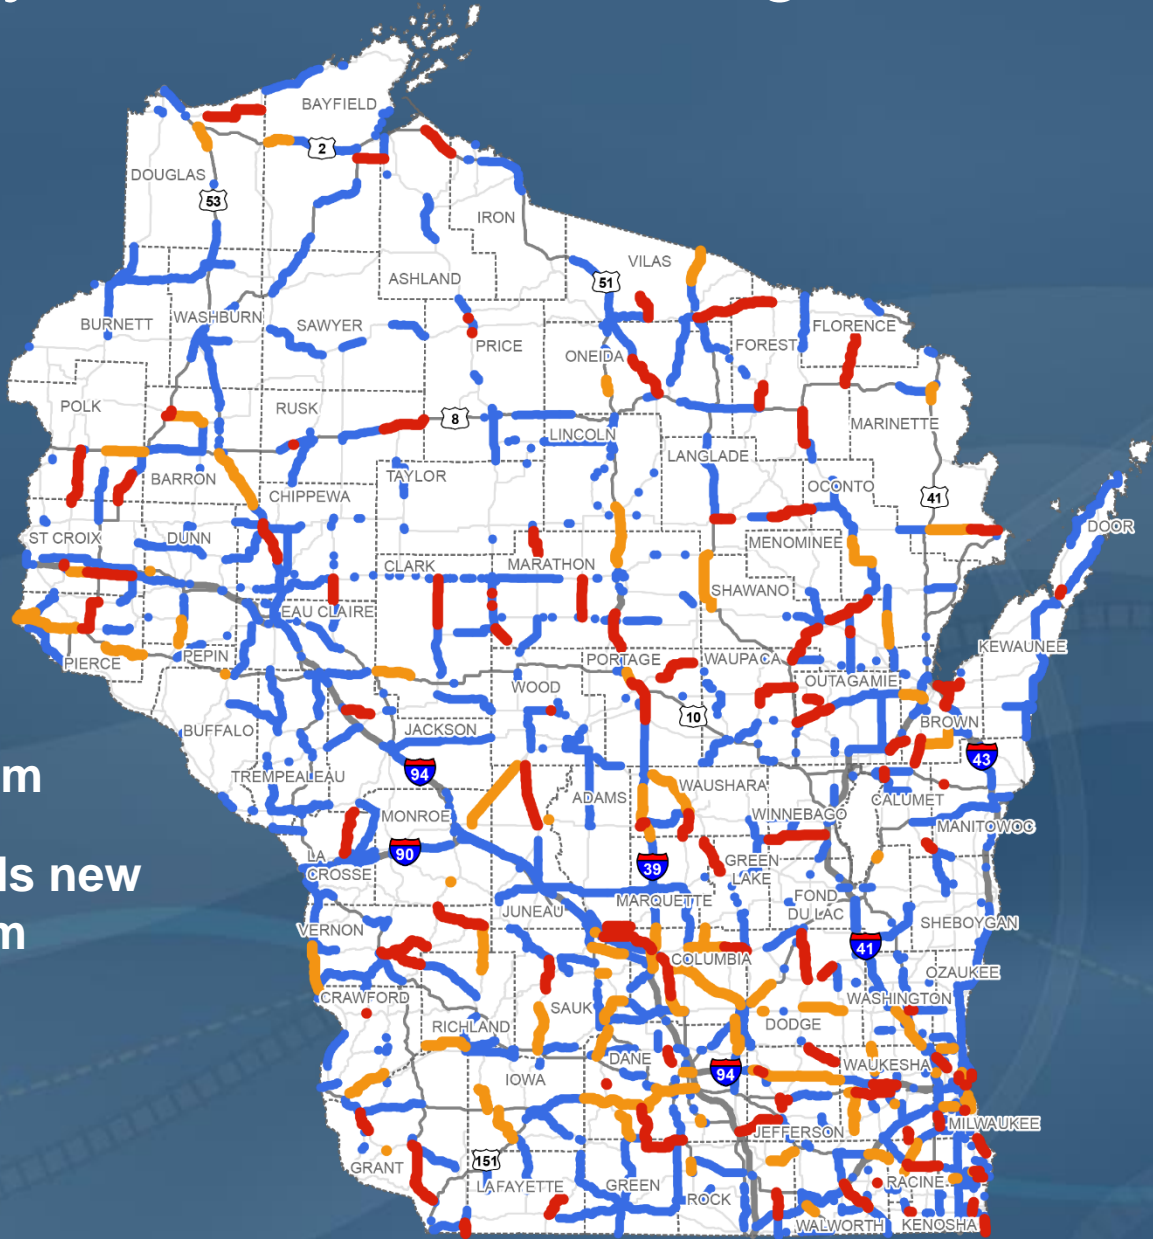 BAYFIELD
2
DOUGLAS
53
IRON
VILAS
ASHLAND
51
BURNETT
WASHBURN
SAWYER
FLORENCE
PRICE
FOREST
ONEIDA
POLK
RUSK
8
MARINETTE
LINCOLN
LANGLADE
BARRON
TAYLOR
OCONTO
CHIPPEWA
41
DOOR
ST CROIX
DUNN
MENOMINEE
CLARK
MARATHON
SHAWANO
EAU CLAIRE
KEWAUNEE
PIERCE
PEPIN
PORTAGE
WAUPACA
OUTAGAMIE
WOOD
10
BROWN
BUFFALO
JACKSON
43
94
TREMPEALEAU
m
ADAMS
WAUSHARA
CALUMET
MONROE
WINNEBAGO
MANITOWOC
90
LA
CROSSE
39
GREEN
LAKE
ls new
FOND
DU LAC
MARQUETTE
JUNEAU
SHEBOYGAN
VERNON
m
41
COLUMBIA
OZAUKEE
CRAWFORD
WASHINGTON
SAUK
RICHLAND
DODGE
DANE
WAUKESHA
94
IOWA
MILWAUKEE
JEFFERSON
GRANT
151
LAFAYETTE
GREEN
RACINE
ROCK
WALWORTH
KENOSHA